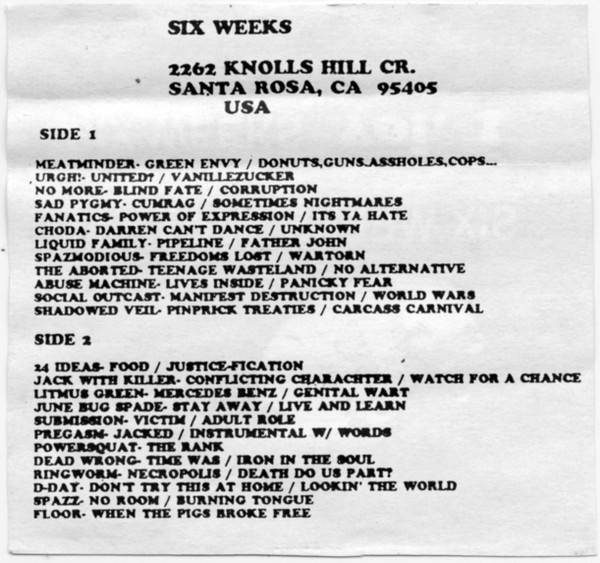 SIX WEEKS
2262 KNOLLS HILL CR.
SANTA ROSA, CA 95405
USA
SIDE 1
MEATMINDER- GREEN ENVY / DONUTS,GUNS,ASSHOLES,COPS...
URGH!- UNITED? / VANILLEZUCKER
NO MORE- BLIND FATE / CORRUPTION
SAD PYGMY- CUMRAG / SOMETIMES NIGHTMARES
FANATICS- POWER OF EXPRESSION / ITS YA HATE
CHODA- DARREN CAN'T DANCE / UNKNOWN
LIQUID FAMILY- PIPELINE / FATHER JOHN
SPAZMODIOUS- FREEDOMS LOST / WARTORN
THE ABORTED- TEENAGE WASTELAND / NO ALTERNATIVE
ABUSE MACHINE- LIVES INSIDE / PANICKY FEAR
SOCIAL OUTCAST- MANIFEST DESTRUCTION / WORLD WARS
SHADOWED VEIL- PINPRICK TREATIES / CARCASS CARNIVAL
SIDE 2
24 IDEAS- FOOD / JUSTICE-FICATION
JACK WITH KILLER- CONFLICTING CHARACHTER / WATCH FOR A CHANCE
LITMUS GREEN- MERCEDES BENZ / GENITAL WART
JUNE BUG SPADE- STAY AWAY / LIVE AND LEARN
SUBMISSION- VICTIM / ADULT ROLE
PREGASM- JACKED / INSTRUMENTAL W/ WORDS
POWERSQUAT- THE RANK
DEAD WRONG- TIME WAS / IRON IN THE SOUL
RINGWORM- NECROPOLIS / DEATH DO US PART?
D-DAY- DON'T TRY THIS AT HOME / LOOKIN' THE WORLD
SPAZZ- NO ROOM / BURNING TONGUE
FLOOR- WHEN THE PIGS BROKE FREE